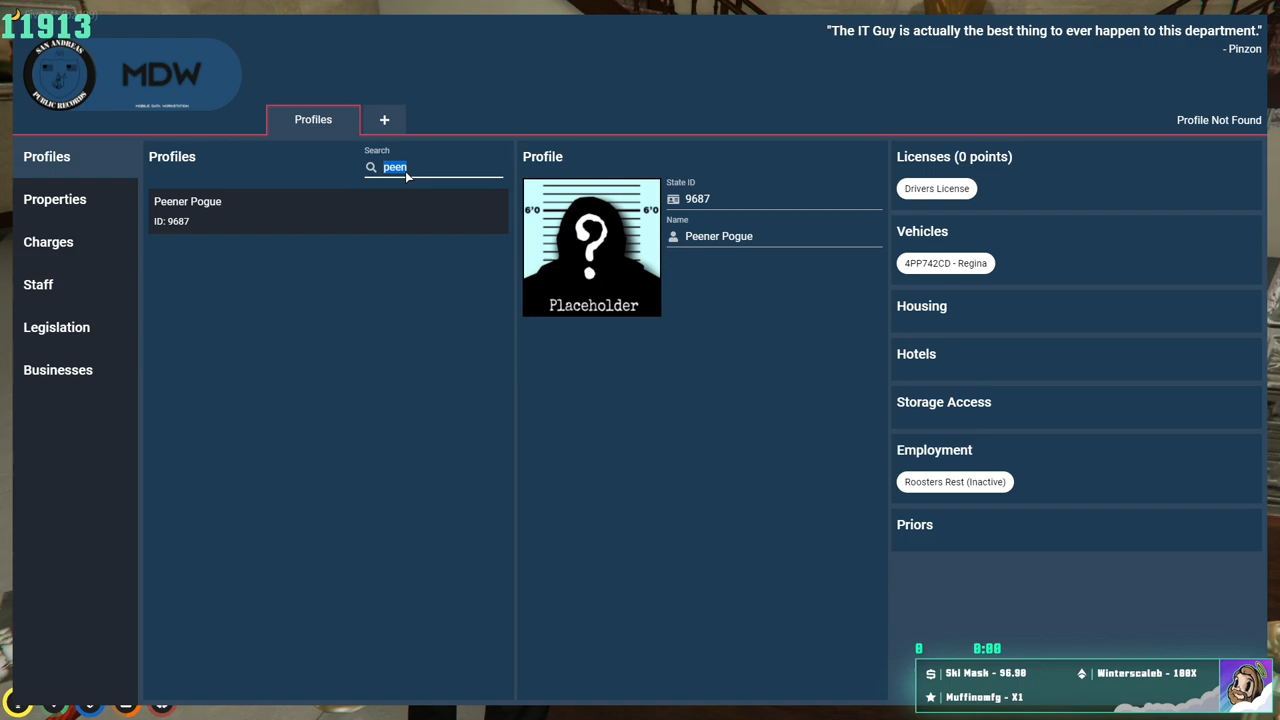 11913
"The IT Guy is actually the best thing to ever happen to this department."
- Pinzon
SAN ANDREAS
PUBLIC RECORDS
MDW
MOBILE DATA WORKSTATION
Profiles
+
Profile Not Found
Profiles
Properties
Charges
Staff
Legislation
Businesses
Profiles
Search
peen
Peener Pogue
ID: 9687
Profile
6'0 6'0
?
Placeholder
State ID
9687
Name
Peener Pogue
Licenses (0 points)
Drivers License
Vehicles
4PP742CD - Regina
Housing
Hotels
Storage Access
Employment
Roosters Rest (Inactive)
Priors
0 0:00
Ski Mask - $6.90
Winterscaleb - 100X
Muffinomfg - X1